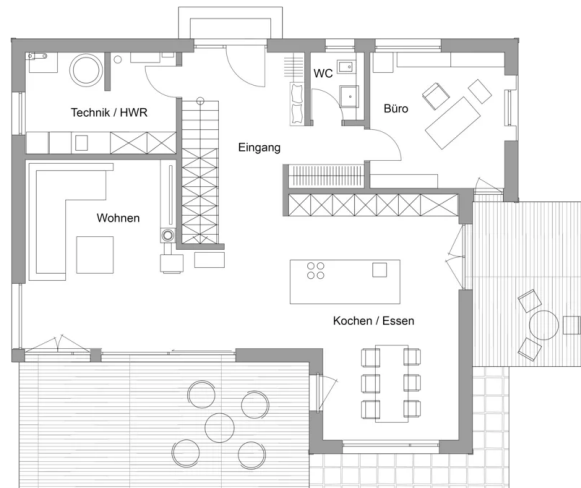 WC
Technik / HWR
Büro
Eingang
Wohnen
Kochen / Essen